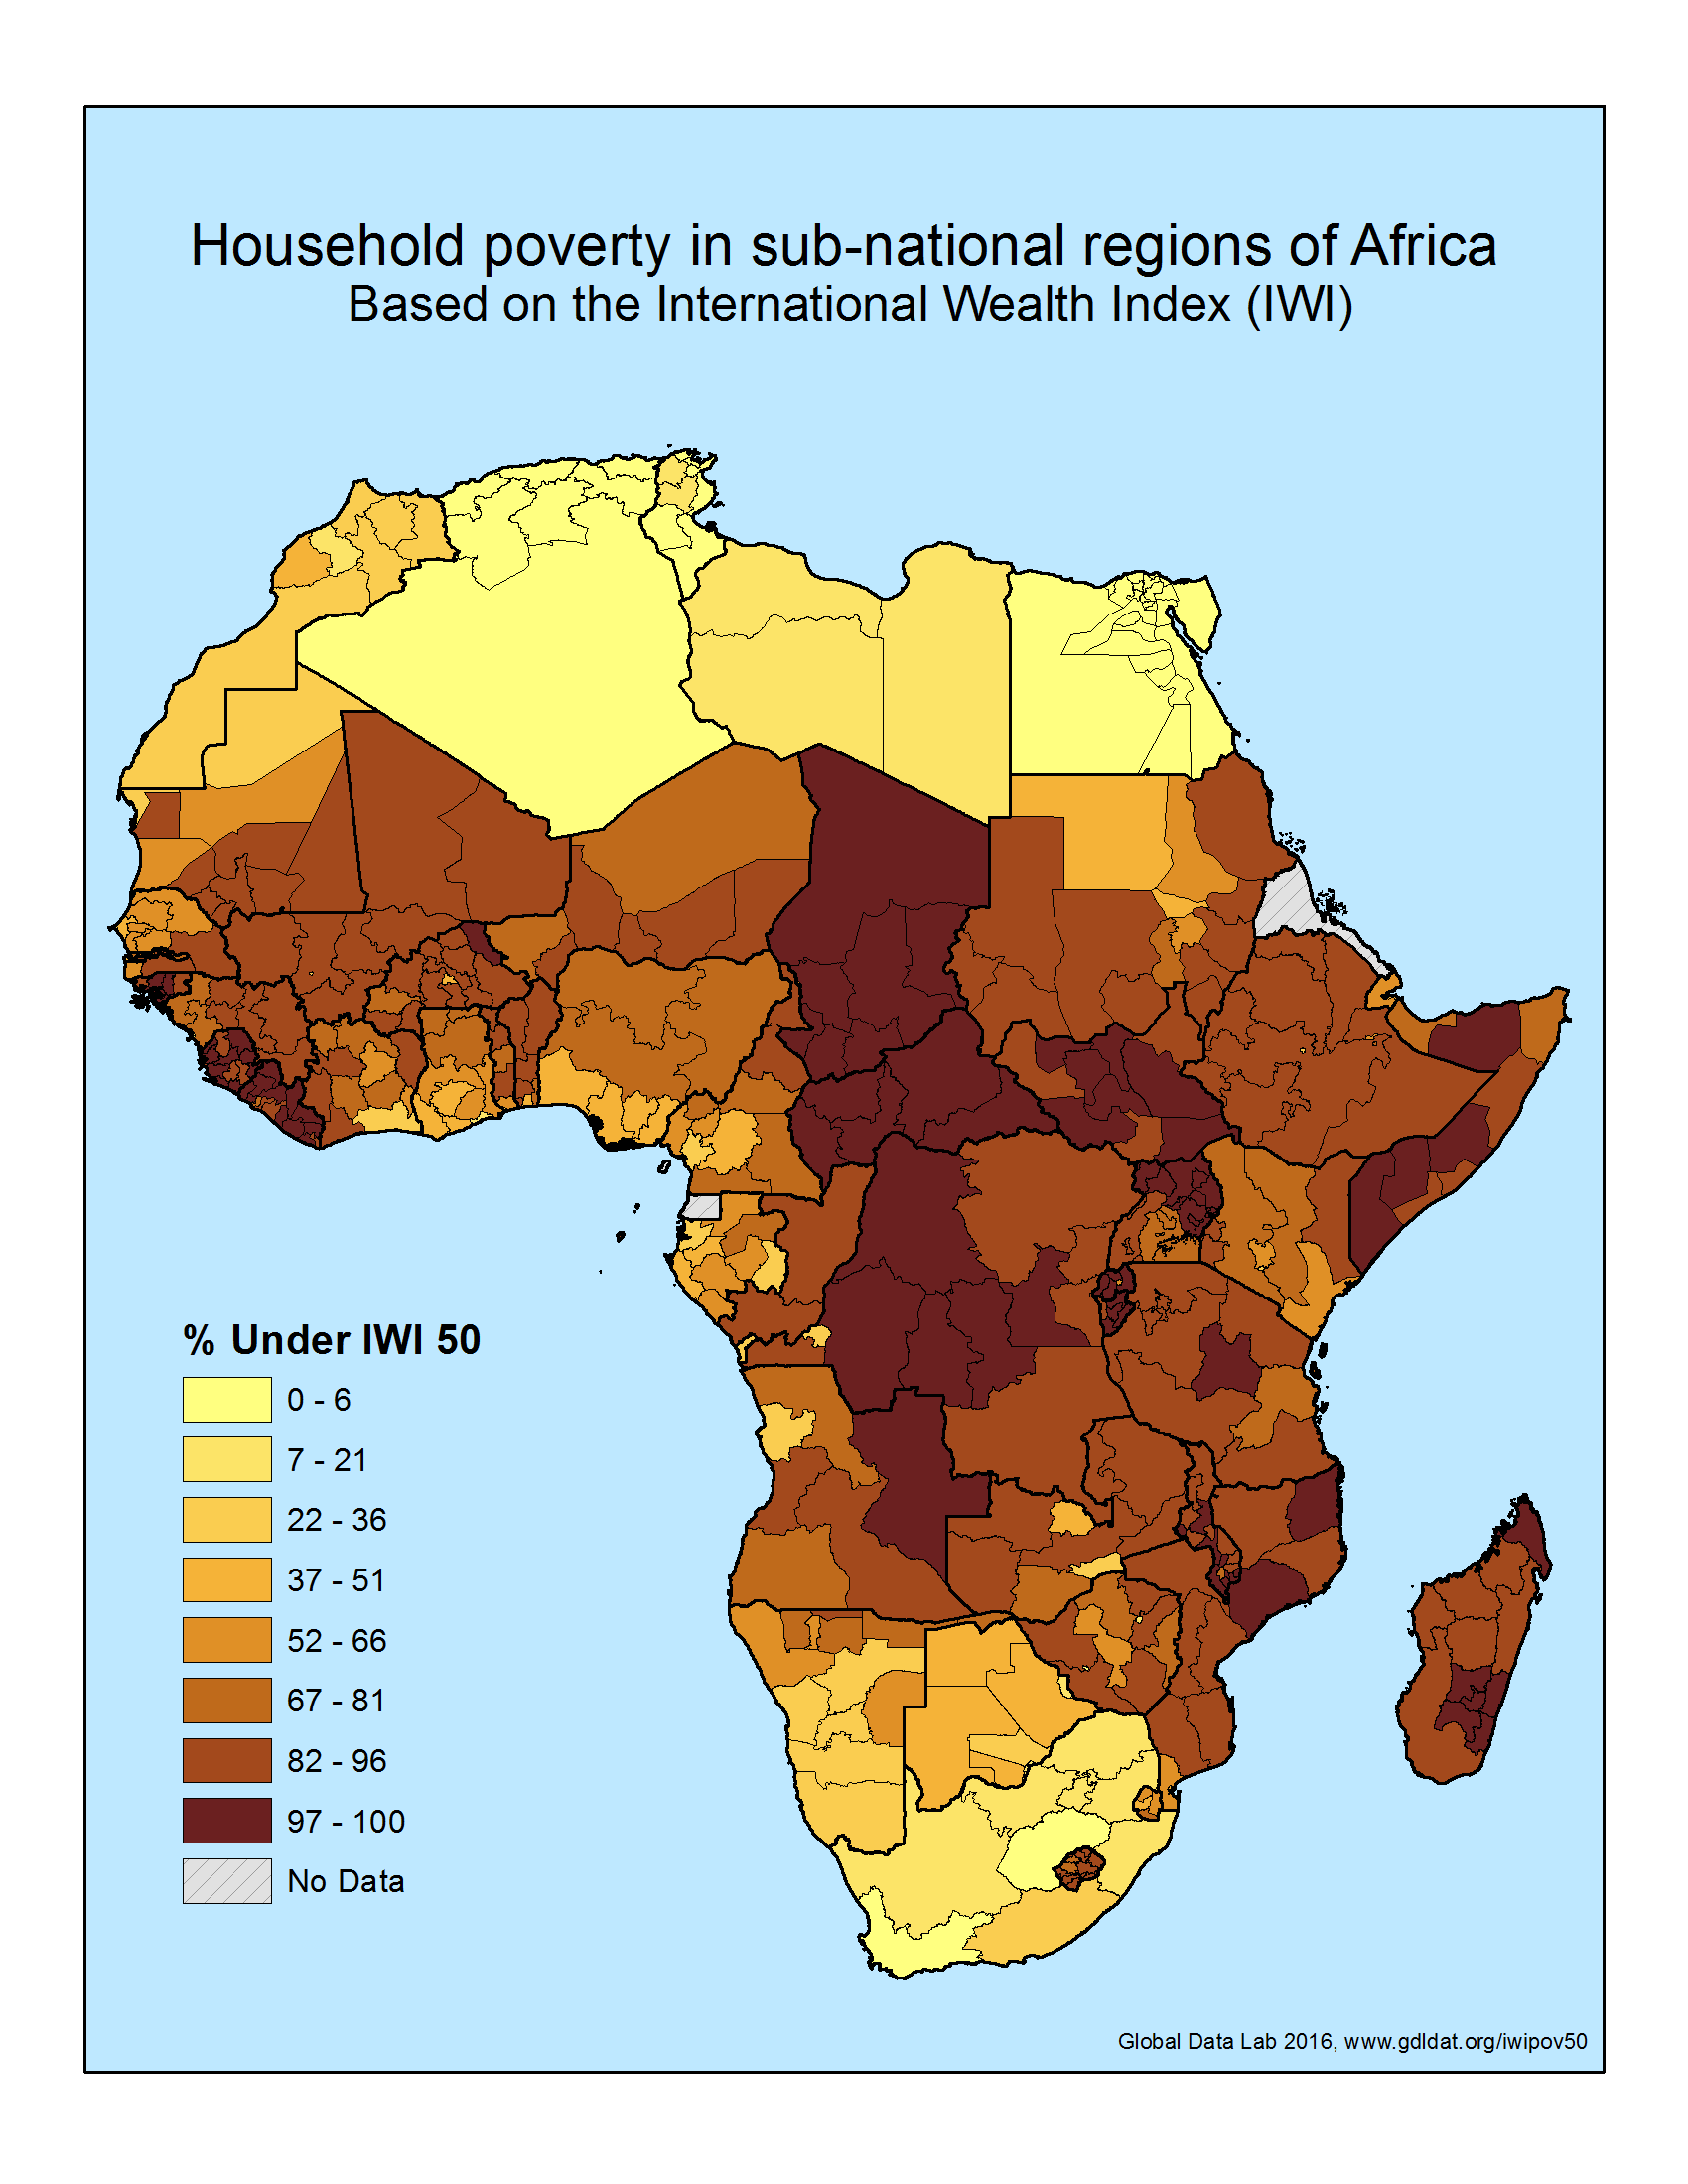 Household poverty in sub-national regions of Africa
Based on the International Wealth Index (IWI)
% Under IWI 50
0 - 6
7 - 21
22 - 36
37 - 51
52 - 66
67 - 81
82 - 96
97 - 100
No Data
Global Data Lab 2016, www.gdldat.org/iwipov50